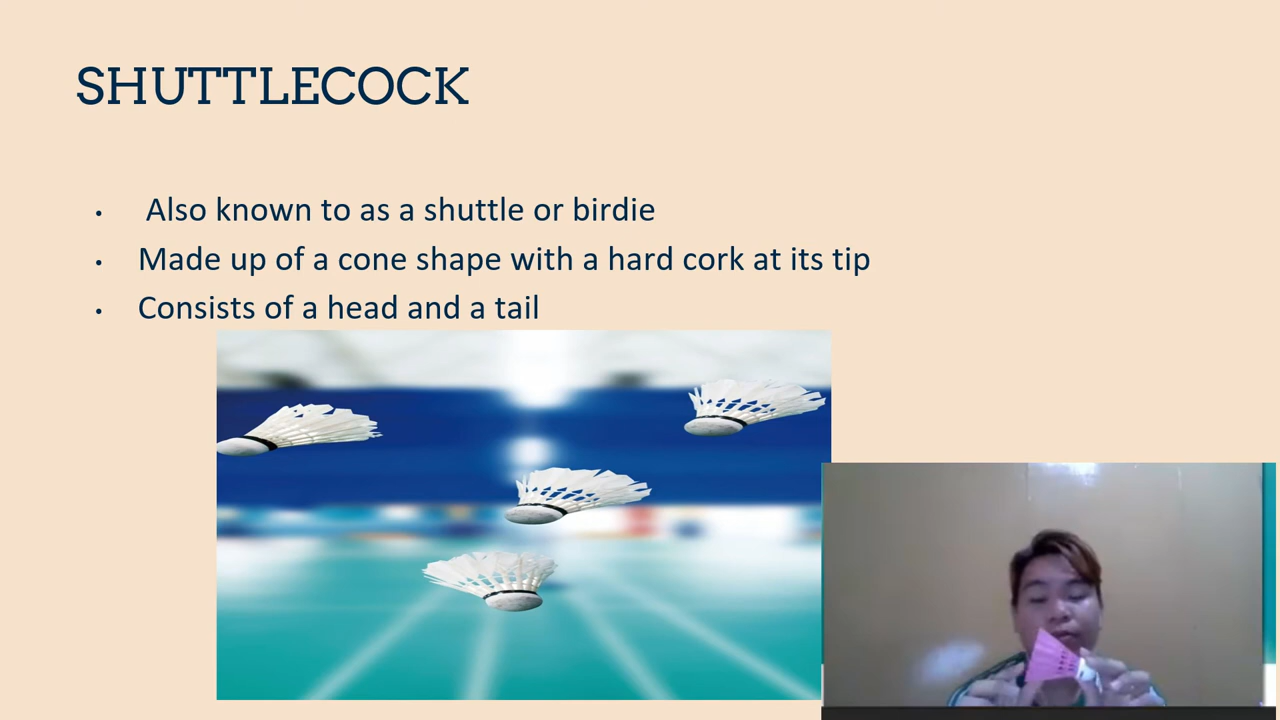 SHUTTLECOCK
• Also known to as a shuttle or birdie
• Made up of a cone shape with a hard cork at its tip
• Consists of a head and a tail